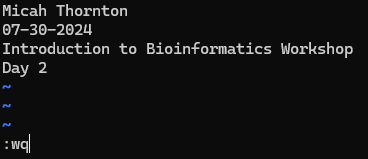 Micah Thornton
07-30-2024
Introduction to Bioinformatics Workshop
Day 2
~
~
~
:wq